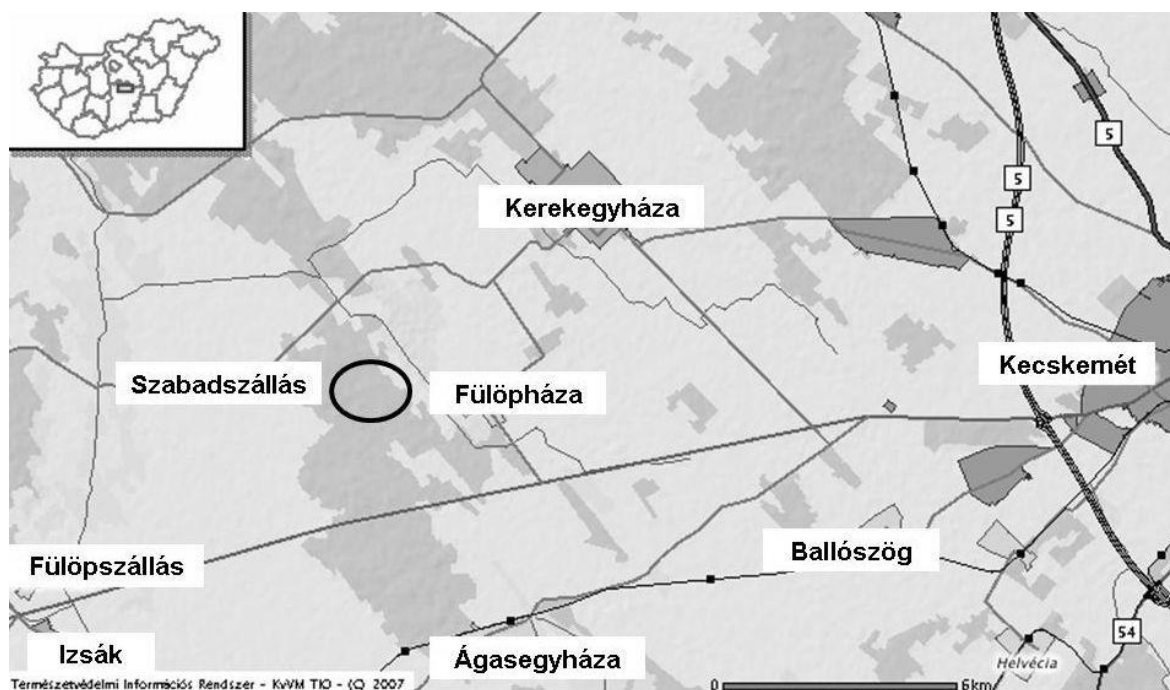 5
5
5
Kerekegyháza
Szabadszállás
Fülöpháza
Kecskemét
Fülöpszállás
Ballószög
54
Izsák
Ágasegyháza
Helvécia
Természetvédelmi Információs Rendszer - KvVM TIO - (C) 2007
0 6km